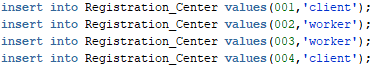 insert into Registration_Center values(001,'client');
insert into Registration_Center values(002,'worker');
insert into Registration_Center values(003,'worker');
insert into Registration_Center values(004,'client');